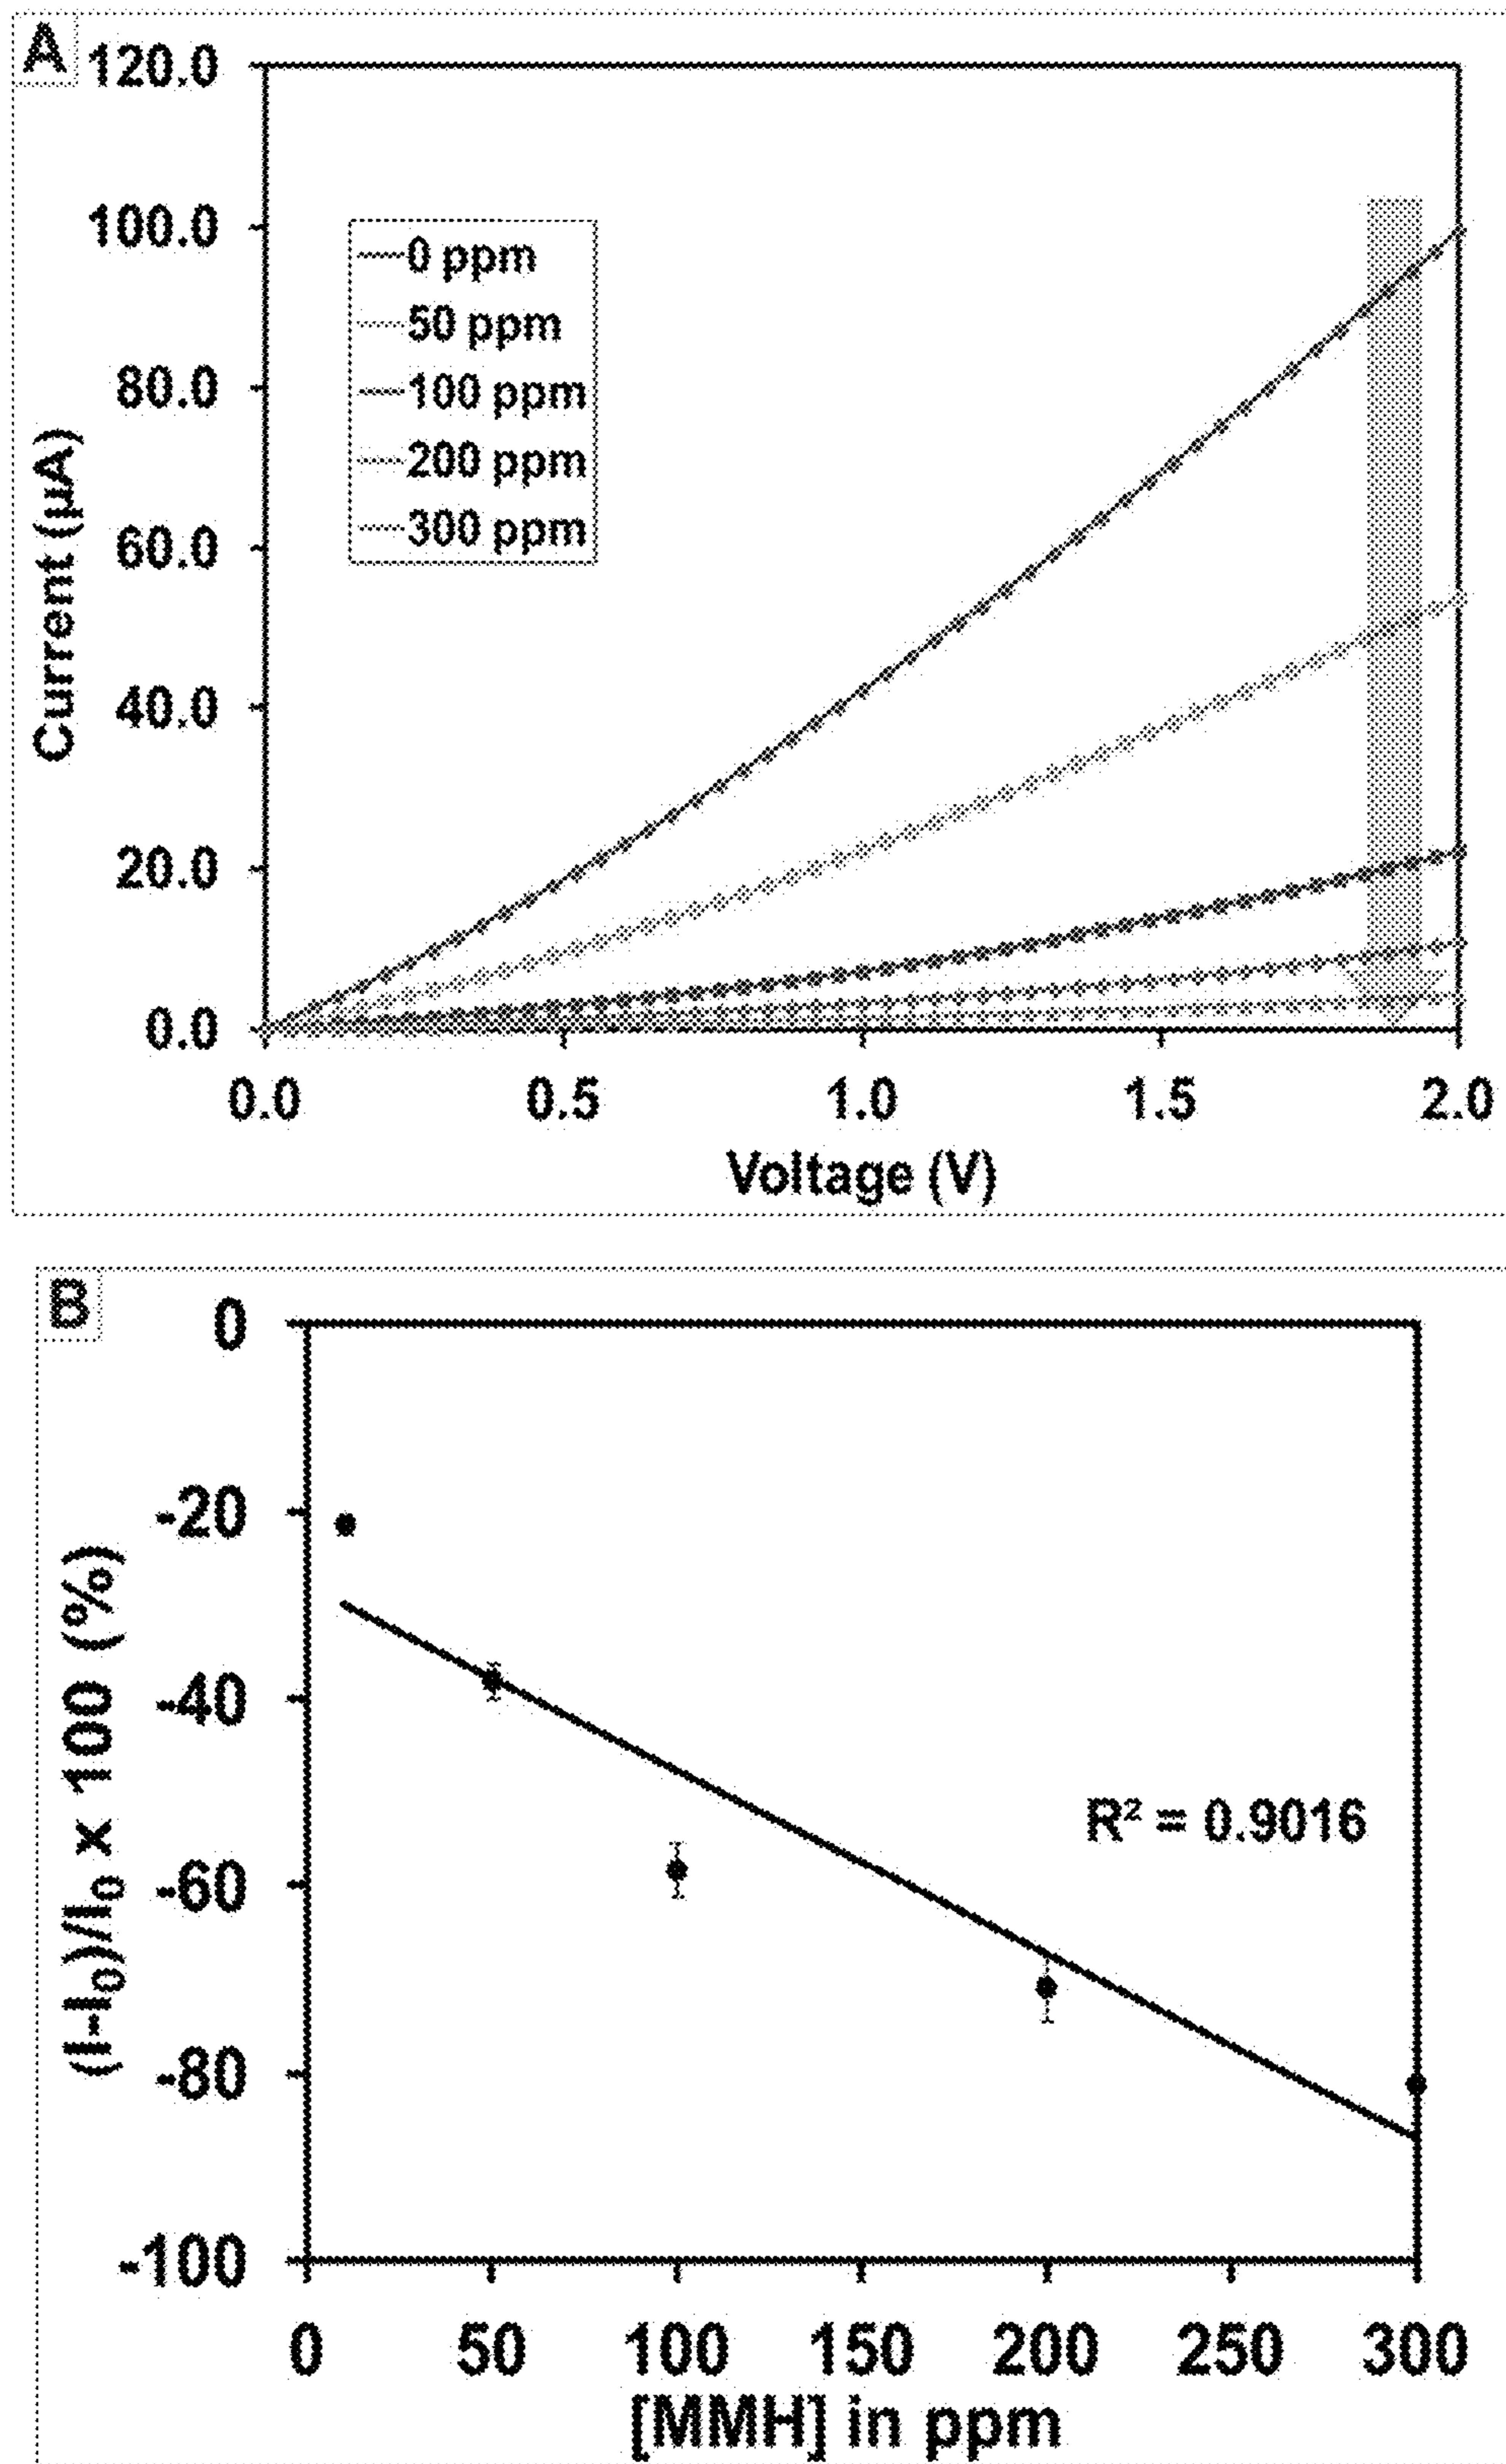 A
120.0
100.0
80.0
60.0
40.0
20.0
0.0
Current (µA)
0 ppm
50 ppm
100 ppm
200 ppm
300 ppm
0.0 0.5 1.0 1.5 2.0
Voltage (V)
B
0
-20
-40
-60
-80
-100
(I-I₀)/I₀ x 100 (%)
R² = 0.9016
0 50 100 150 200 250 300
[MMH] in ppm